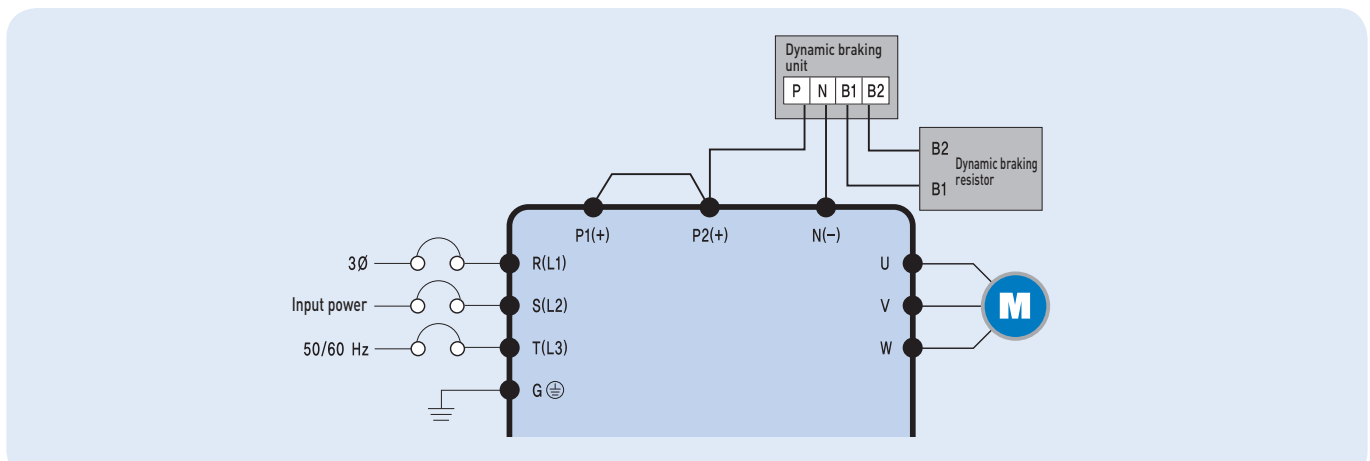 Dynamic braking
unit
P N B1 B2
B2
Dynamic braking
resistor
B1
P1(+) P2(+) N(−)
3Ø R(L1) U
Input power S(L2) V M
50/60 Hz T(L3) W
G